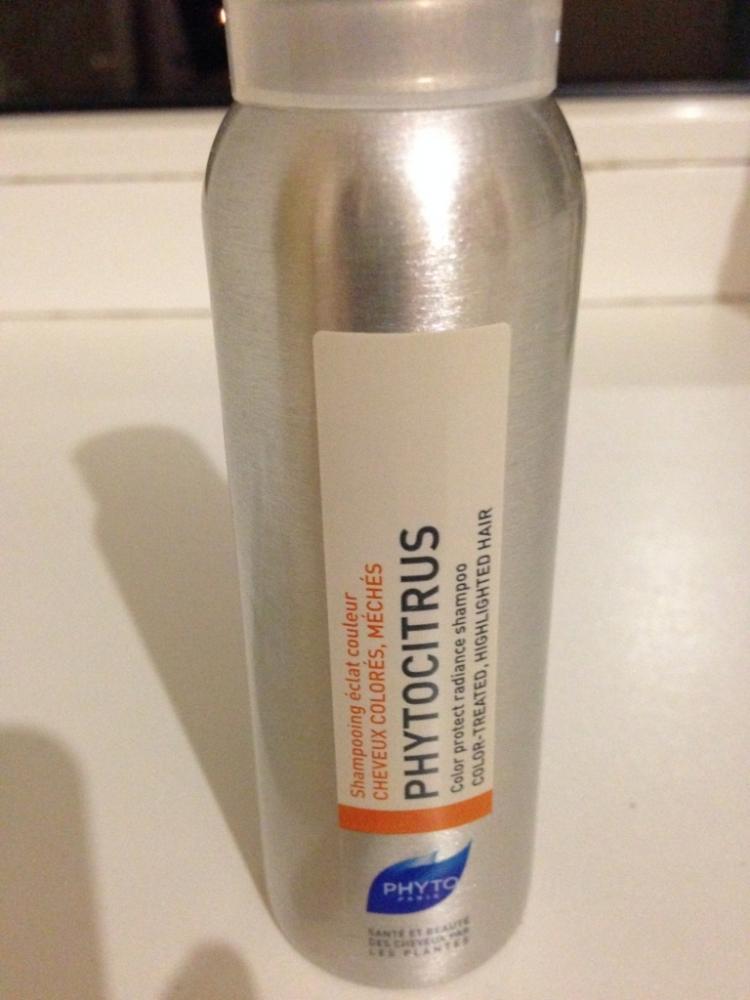 Shampooing éclat couleur
CHEVEUX COLORÉS, MÉCHÉS
PHYTOCITRUS
Color protect radiance shampoo
COLOR-TREATED, HIGHLIGHTED HAIR
PHYTO
PARIS
SANTÉ ET BEAUTÉ
DES CHEVEUX PAR
LES PLANTES